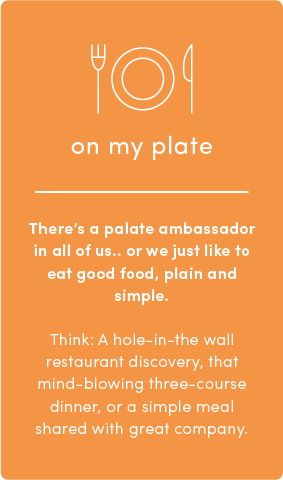 on my plate
There's a palate ambassador
in all of us.. or we just like to
eat good food, plain and
simple.
Think: A hole-in-the wall
restaurant discovery, that
mind-blowing three-course
dinner, or a simple meal
shared with great company.